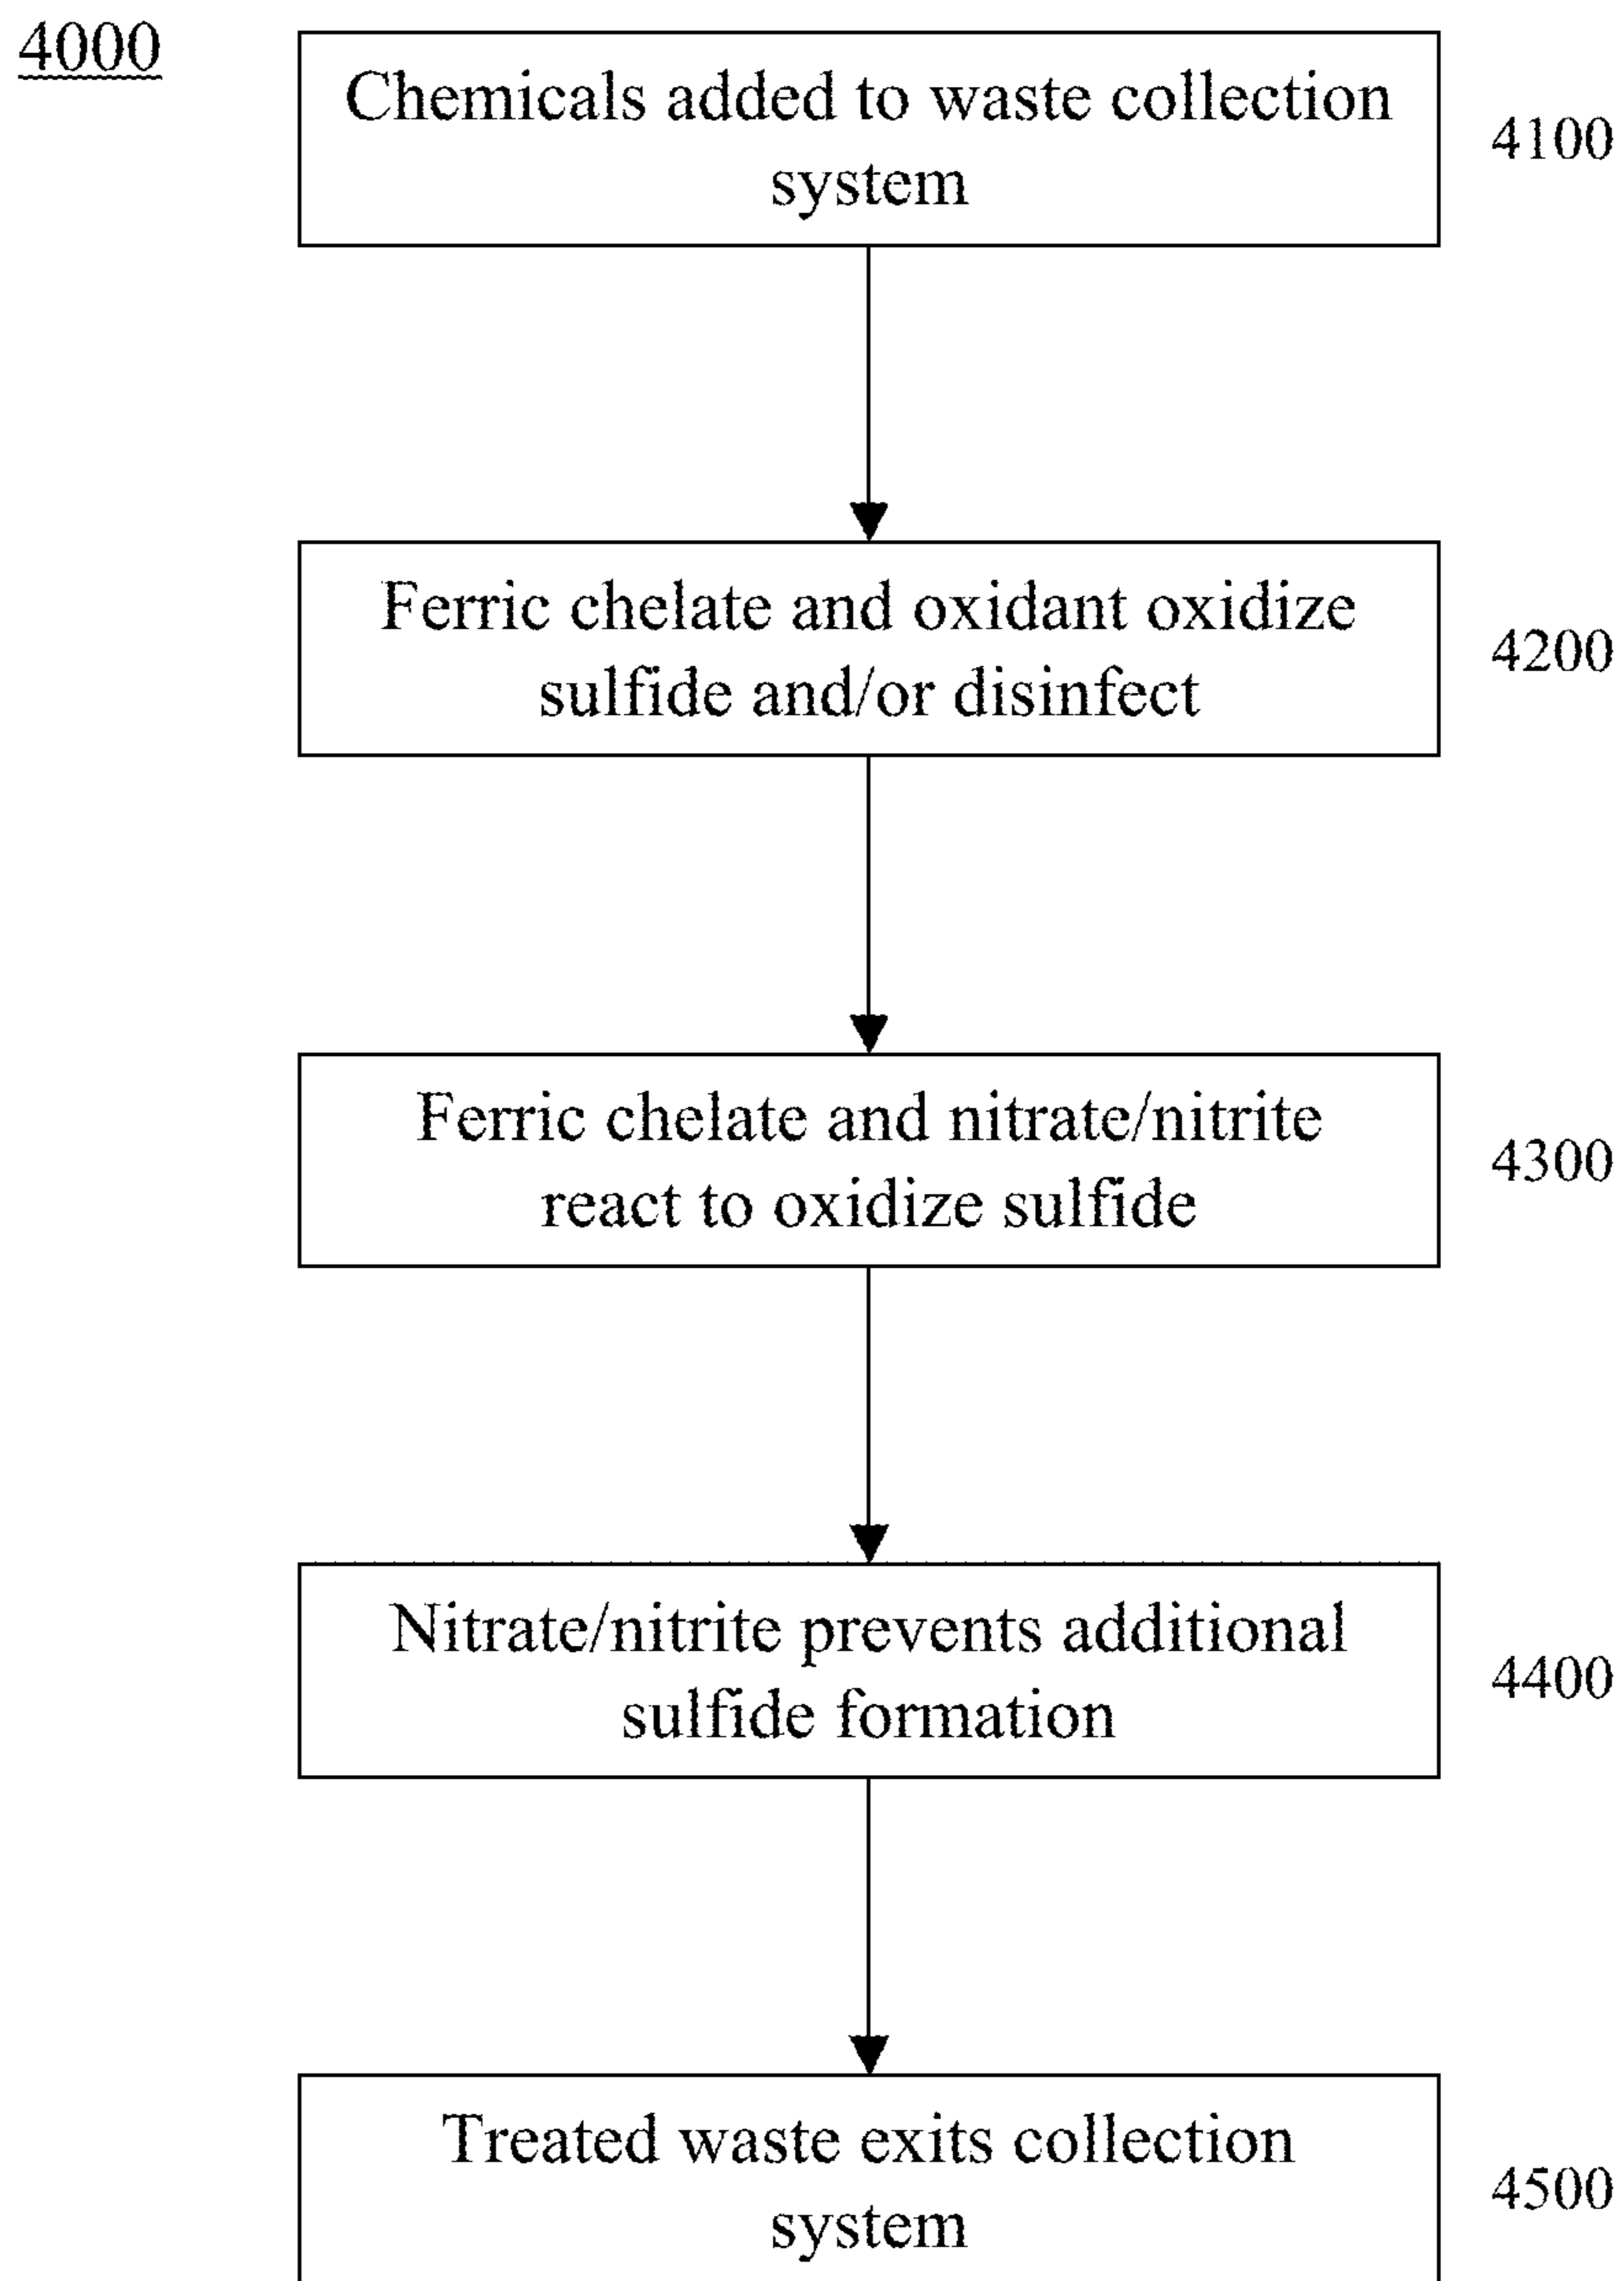 4000
Chemicals added to waste collection
system
4100
Ferric chelate and oxidant oxidize
sulfide and/or disinfect
4200
Ferric chelate and nitrate/nitrite
react to oxidize sulfide
4300
Nitrate/nitrite prevents additional
sulfide formation
4400
Treated waste exits collection
system
4500